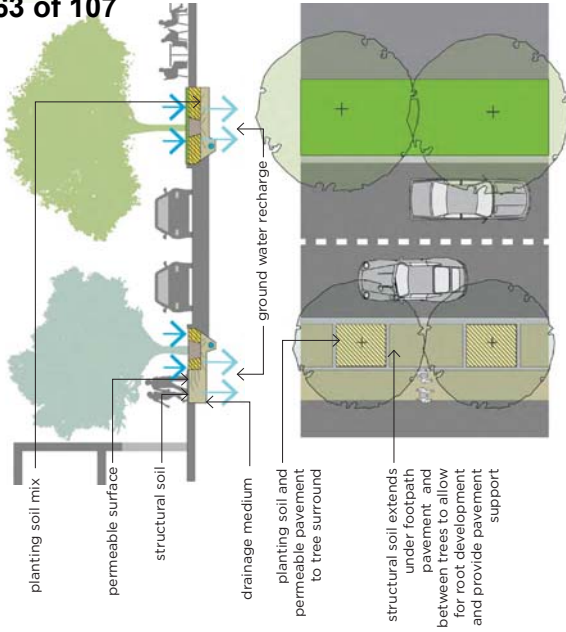 63 of 107
planting soil mix
permeable surface
structural soil
drainage medium
ground water recharge
planting soil and
permeable pavement
to tree surround
structural soil extends
under footpath
pavement and
between trees to allow
for root development
and provide pavement
support